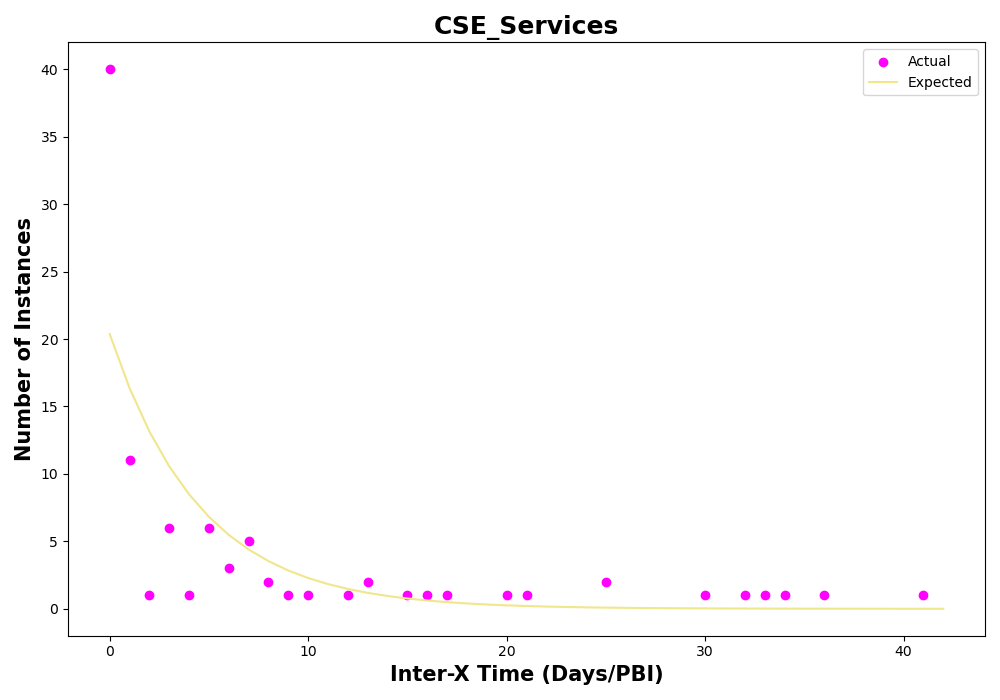 CSE_Services
Actual
Expected
Number of Instances
40
35
30
25
20
15
10
5
0
0 10 20 30 40
Inter-X Time (Days/PBI)